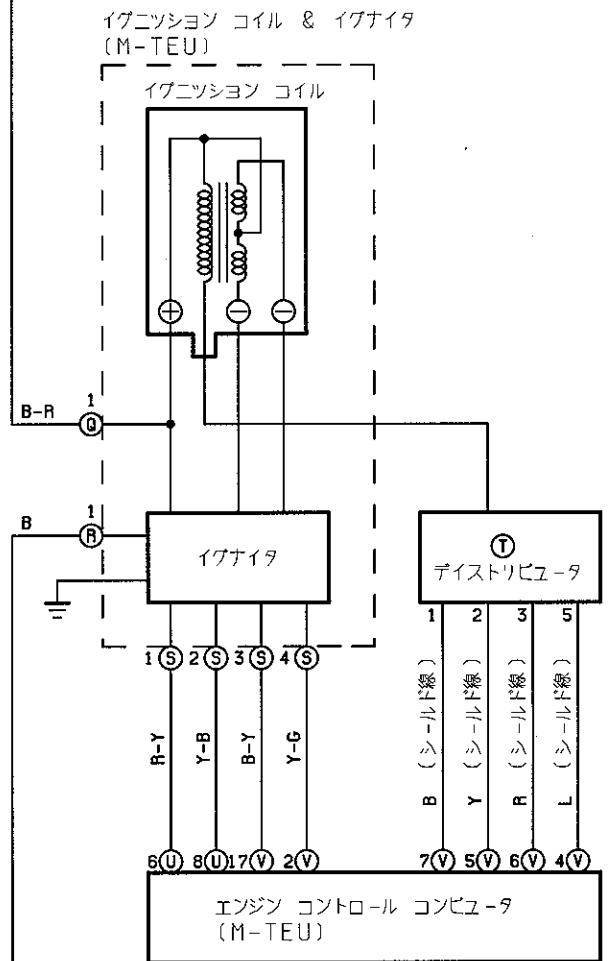 イグニッション コイル & イグナイタ
(M-TEU)
イグニッション コイル
+ - -
B-R 1 Q
B 1 R
イグナイタ
T
デイストリビュータ
1 2 3 5
1 S 2 S 3 S 4 S
R-Y Y-B B-Y Y-G
B (シールド線) Y (シールド線) R (シールド線) L (シールド線)
6 U 8 U 17 V 2 V 7 V 5 V 6 V 4 V
エンジン コントロール コンピュータ
(M-TEU)